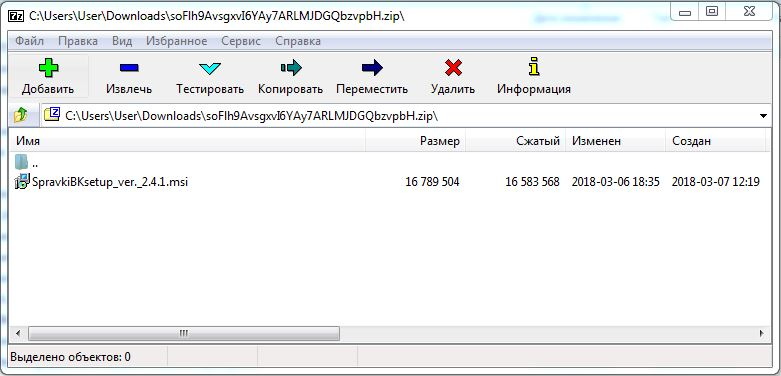 C:\Users\User\Downloads\soFIh9AvsgxvI6YAy7ARLMJDGQbzvpbH.zip\
Файл Правка Вид Избранное Сервис Справка
Добавить Извлечь Тестировать Копировать Переместить Удалить Информация
C:\Users\User\Downloads\soFIh9AvsgxvI6YAy7ARLMJDGQbzvpbH.zip\
Имя Размер Сжатый Изменен Создан
..
SpravkiBKsetup_ver._2.4.1.msi 16 789 504 16 583 568 2018-03-06 18:35 2018-03-07 12:19
Выделено объектов: 0